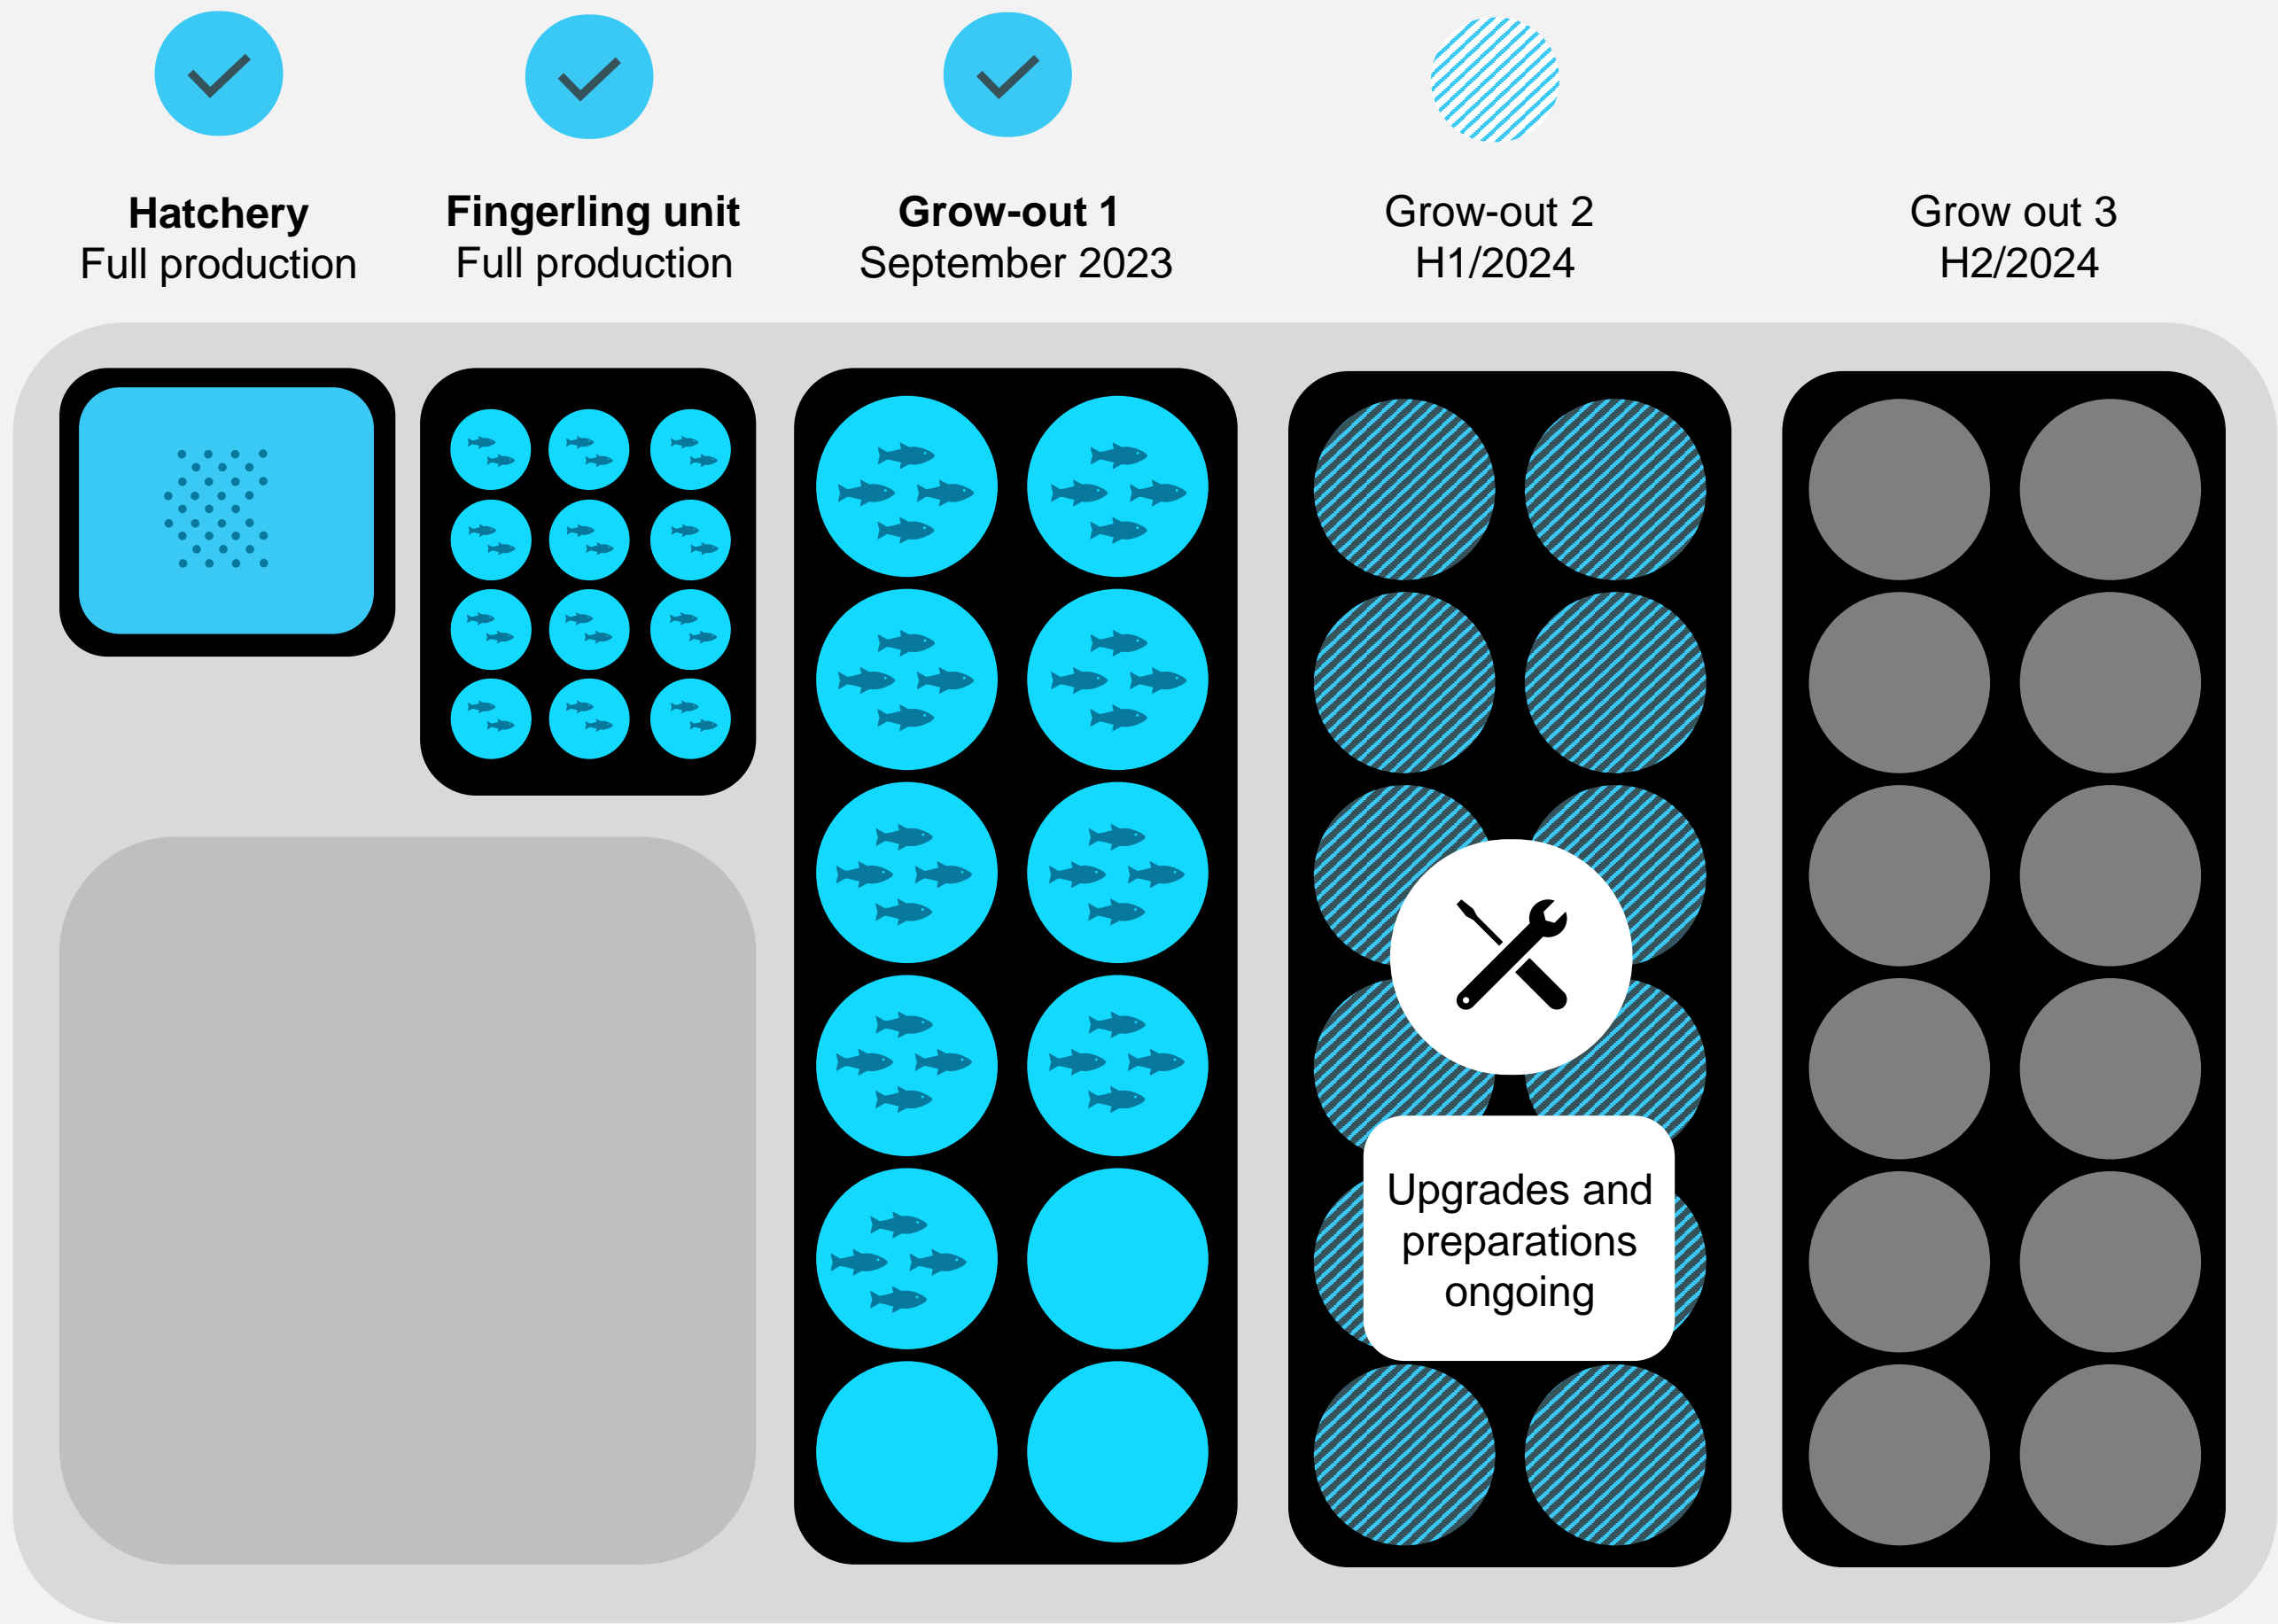 Hatchery
Full production
Fingerling unit
Full production
Grow-out 1
September 2023
Grow-out 2
H1/2024
Grow out 3
H2/2024
Upgrades and
preparations
ongoing